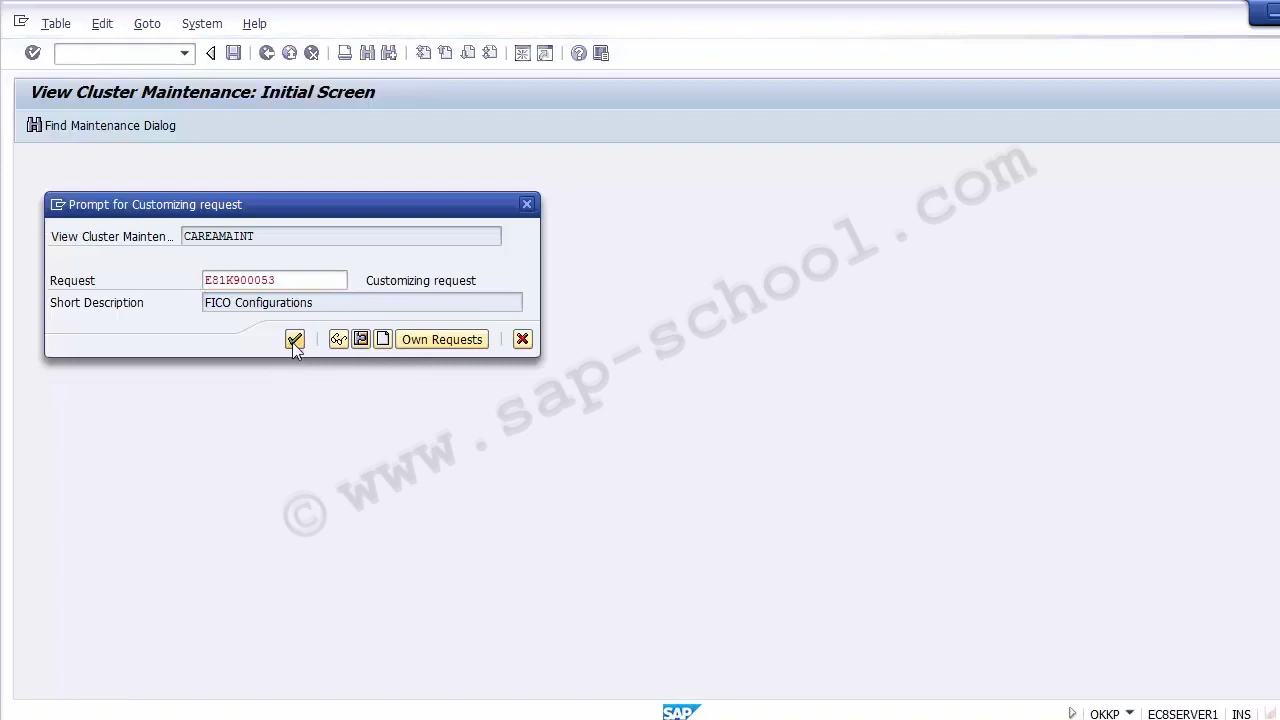 Table Edit Goto System Help
View Cluster Maintenance: Initial Screen
Find Maintenance Dialog
Prompt for Customizing request
View Cluster Mainten... CAREAMAINT
Request E81K900053 Customizing request
Short Description FICO Configurations
Own Requests
© www.sap-school.com
SAP
OKKP EC8SERVER1 INS